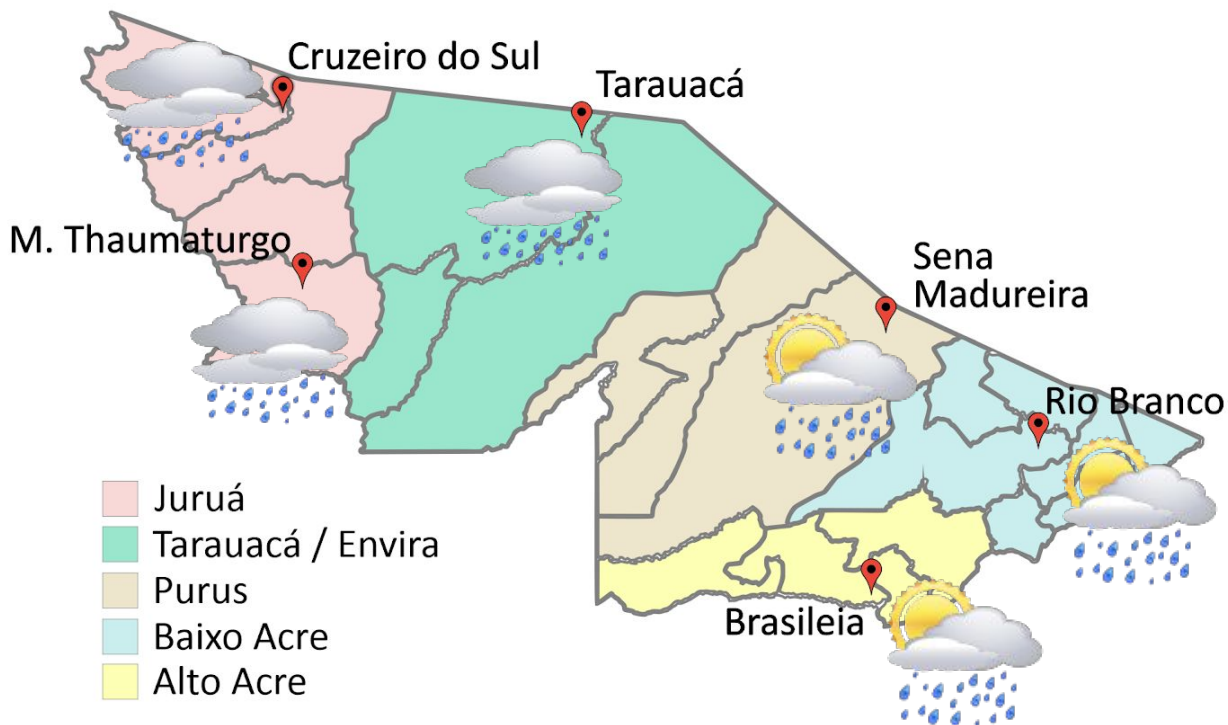 Cruzeiro do Sul
Tarauacá
M. Thaumaturgo
Sena
Madureira
Rio Branco
Brasileia
Juruá
Tarauacá / Envira
Purus
Baixo Acre
Alto Acre